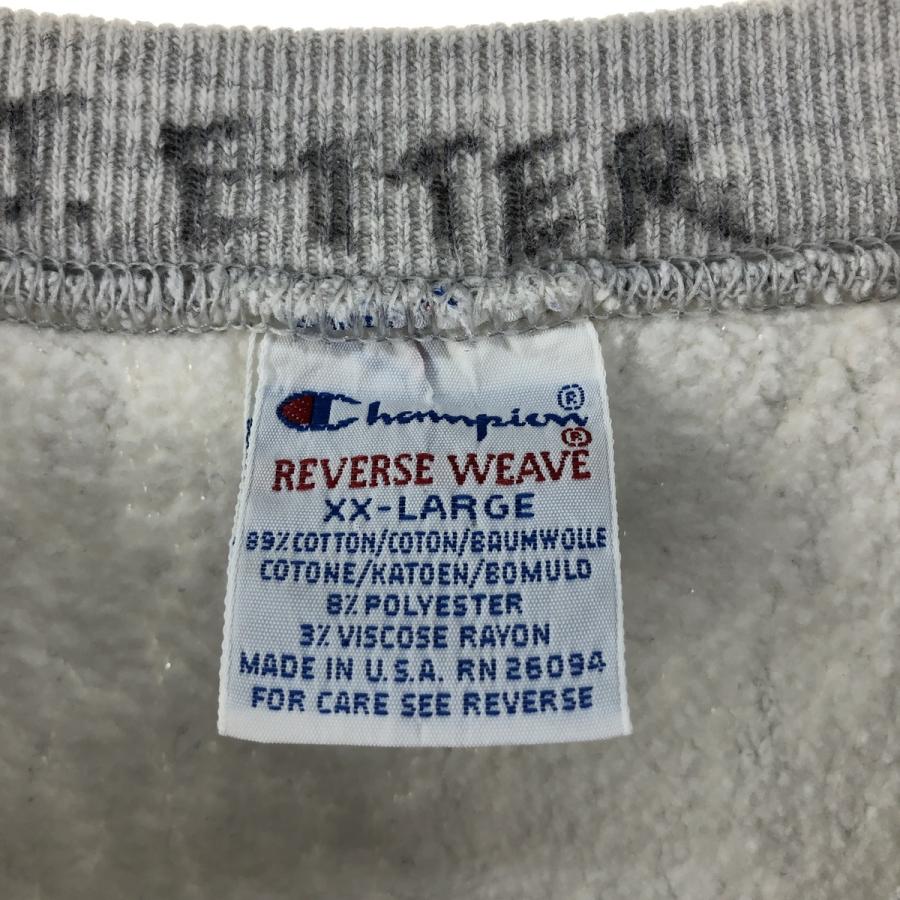 J. ETTER
Champion®
REVERSE WEAVE®
XX-LARGE
89% COTTON/COTON/BAUMWOLLE
COTONE/KATOEN/BOMULD
8% POLYESTER
3% VISCOSE RAYON
MADE IN U.S.A. RN 26094
FOR CARE SEE REVERSE